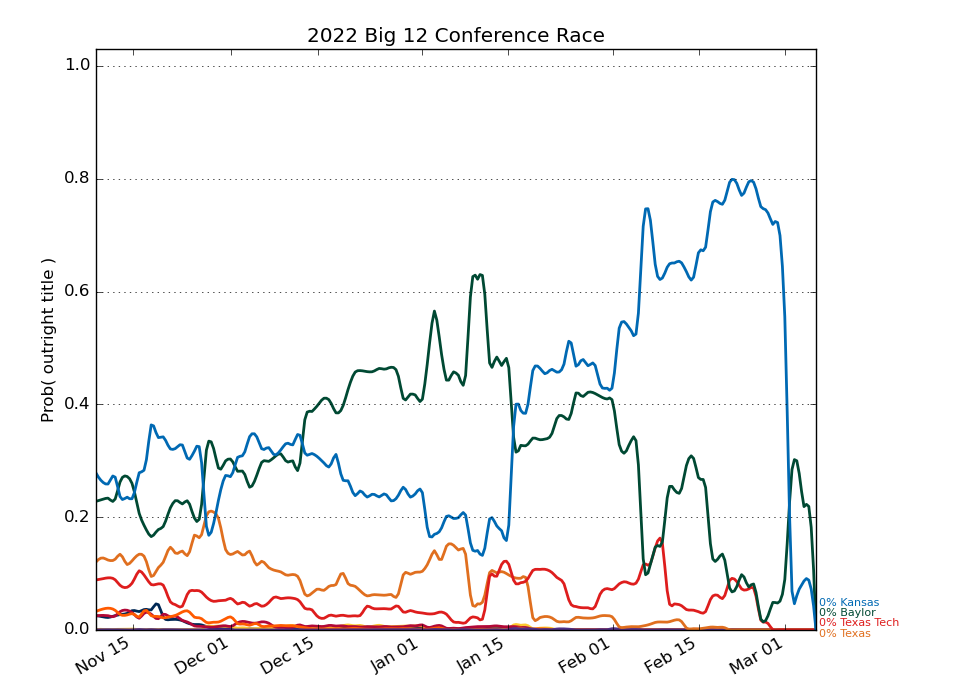 2022 Big 12 Conference Race
Prob( outright title )
1.0
0.8
0.6
0.4
0.2
0.0
Nov 15
Dec 01
Dec 15
Jan 01
Jan 15
Feb 01
Feb 15
Mar 01
0% Kansas
0% Baylor
0% Texas Tech
0% Texas